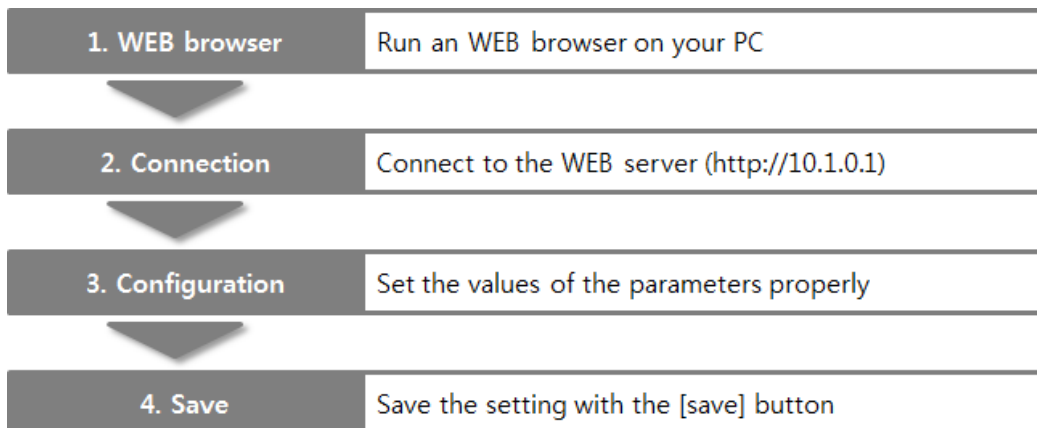 1. WEB browser
Run an WEB browser on your PC
2. Connection
Connect to the WEB server (http://10.1.0.1)
3. Configuration
Set the values of the parameters properly
4. Save
Save the setting with the [save] button